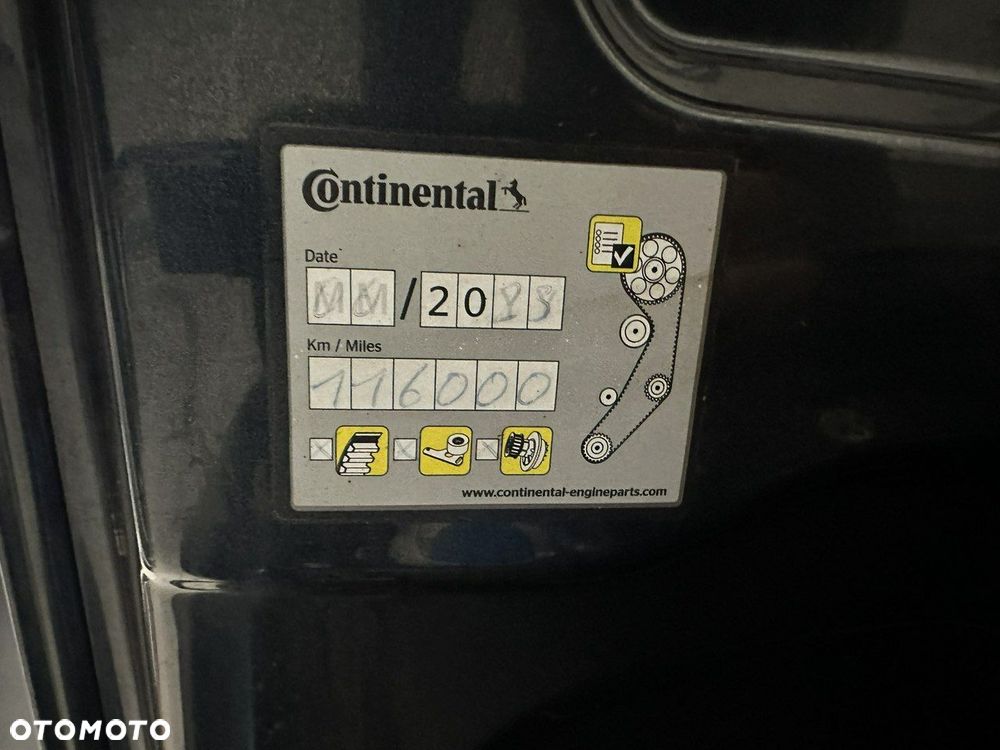 Continental
Date
/20
Km / Miles
116000
www.continental-engineparts.com
OTOMOTO